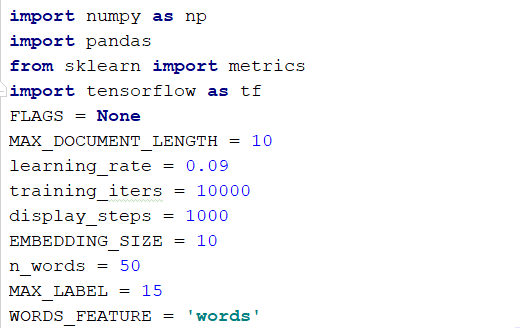 import numpy as np
import pandas
from sklearn import metrics
import tensorflow as tf
FLAGS = None
MAX_DOCUMENT_LENGTH = 10
learning_rate = 0.09
training_iters = 10000
display_steps = 1000
EMBEDDING_SIZE = 10
n_words = 50
MAX_LABEL = 15
WORDS_FEATURE = 'words'